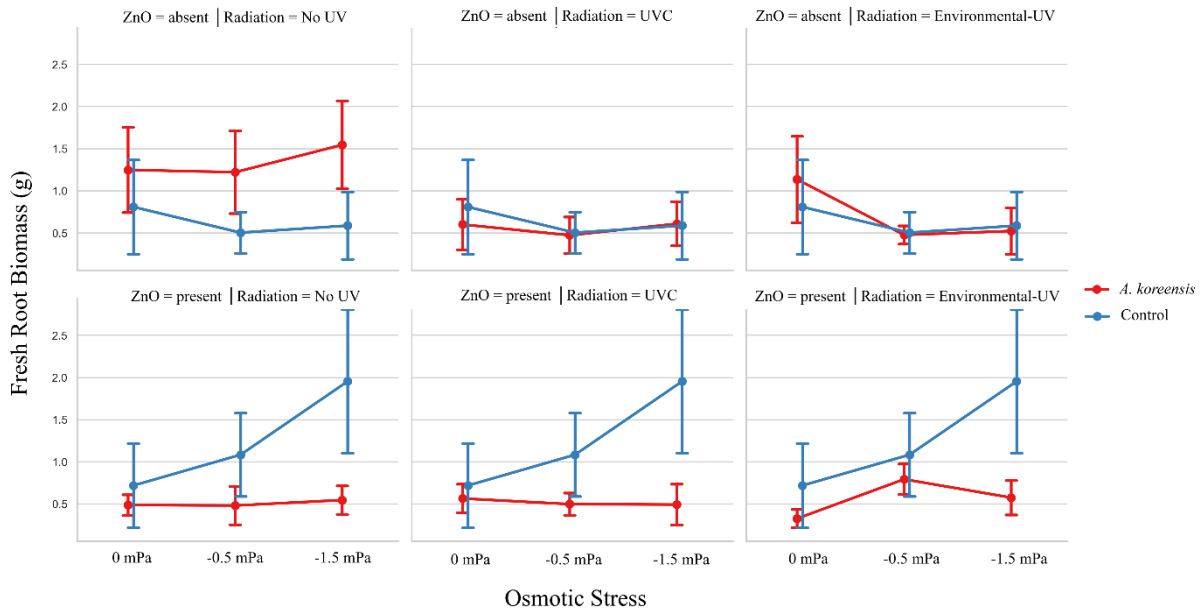 ZnO = absent | Radiation = No UV
ZnO = absent | Radiation = UVC
ZnO = absent | Radiation = Environmental-UV
2.5
2.0
1.5
1.0
0.5
ZnO = present | Radiation = No UV
ZnO = present | Radiation = UVC
ZnO = present | Radiation = Environmental-UV
2.5
2.0
1.5
1.0
0.5
Fresh Root Biomass (g)
A. koreensis
Control
0 mPa
-0.5 mPa
-1.5 mPa
0 mPa
-0.5 mPa
-1.5 mPa
0 mPa
-0.5 mPa
-1.5 mPa
Osmotic Stress